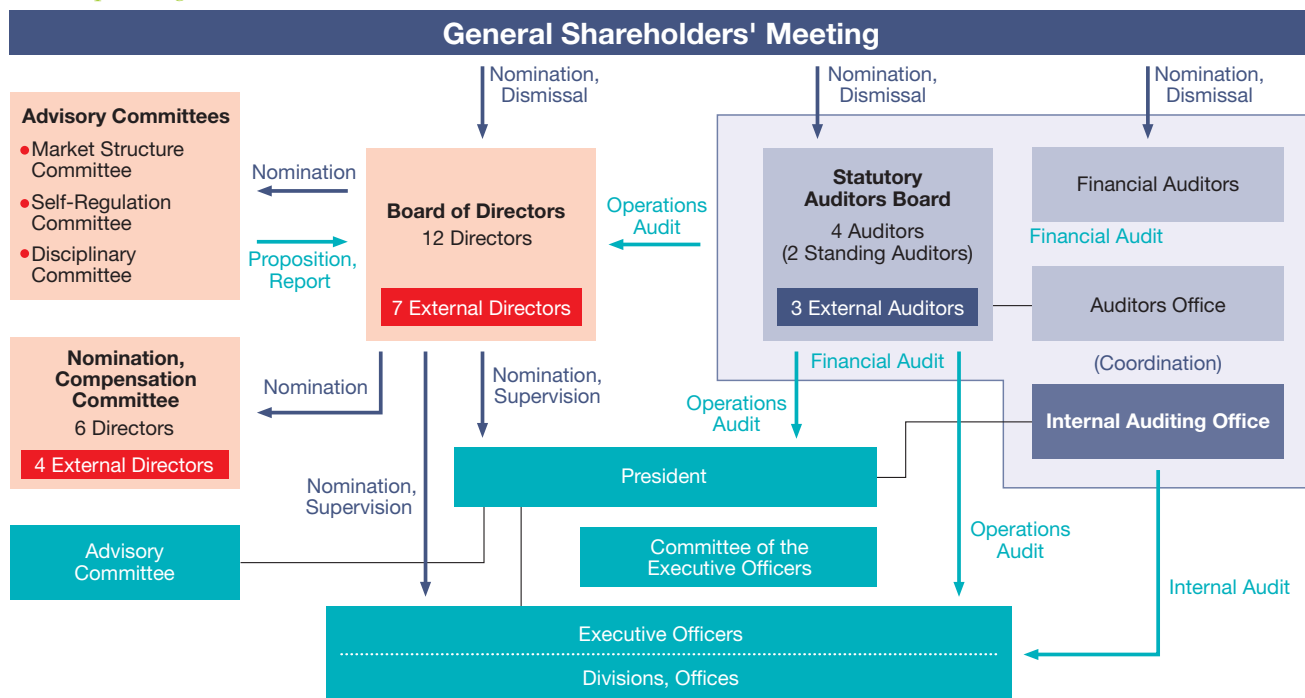 General Shareholders' Meeting
Nomination,
Dismissal
Nomination,
Dismissal
Nomination,
Dismissal
Advisory Committees
Market Structure
Committee
Self-Regulation
Committee
Disciplinary
Committee
Nomination
Proposition,
Report
Board of Directors
12 Directors
7 External Directors
Operations
Audit
Statutory
Auditors Board
4 Auditors
(2 Standing Auditors)
3 External Auditors
Financial Auditors
Financial Audit
Auditors Office
(Coordination)
Internal Auditing Office
Nomination,
Compensation
Committee
6 Directors
4 External Directors
Nomination
Nomination,
Supervision
Financial Audit
Operations
Audit
President
Nomination,
Supervision
Advisory
Committee
Committee of the
Executive Officers
Operations
Audit
Internal Audit
Executive Officers
Divisions, Offices